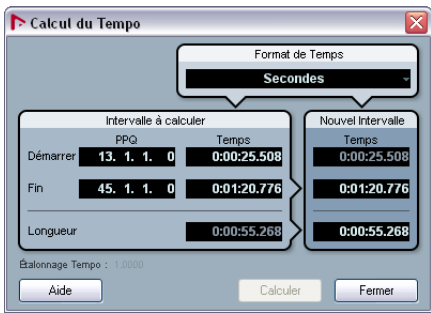 Calcul du Tempo
Format de Temps
Secondes
Intervalle à calculer
Nouvel Intervalle
PPQ Temps Temps
Démarrer 13. 1. 1. 0 0:00:25.508 0:00:25.508
Fin 45. 1. 1. 0 0:01:20.776 0:01:20.776
Longueur 0:00:55.268 0:00:55.268
Étalonnage Tempo : 1.0000
Aide Calculer Fermer